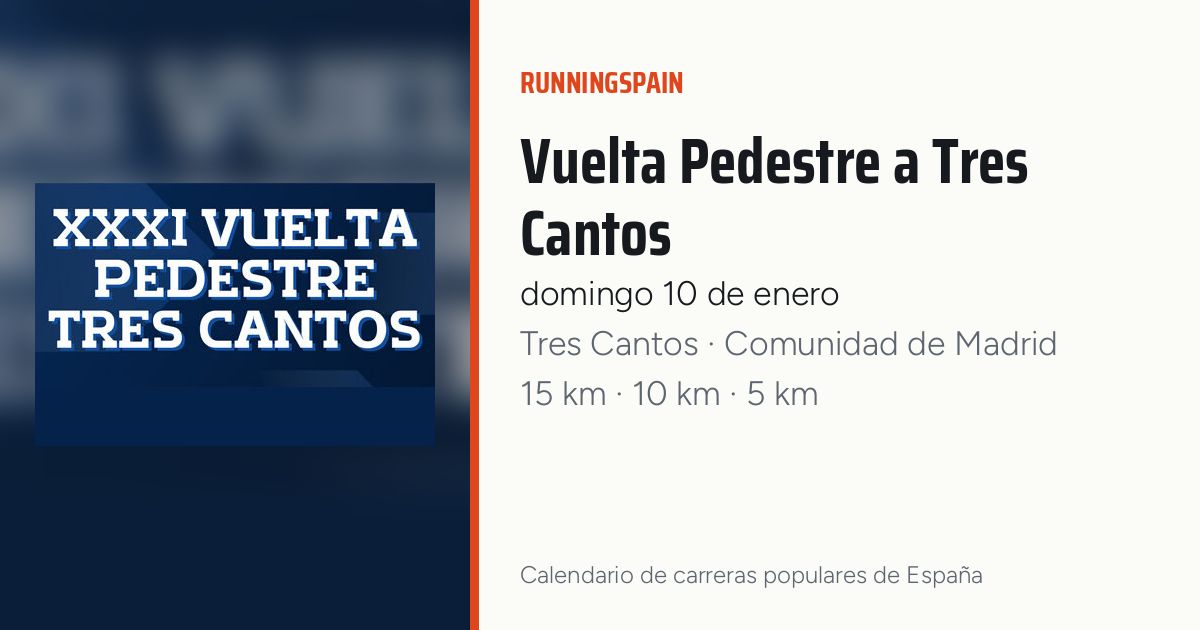 XXXI VUELTA
PEDESTRE
TRES CANTOS
RUNNINGSPAIN
Vuelta Pedestre a Tres
Cantos
domingo 10 de enero
Tres Cantos · Comunidad de Madrid
15 km · 10 km · 5 km
Calendario de carreras populares de España